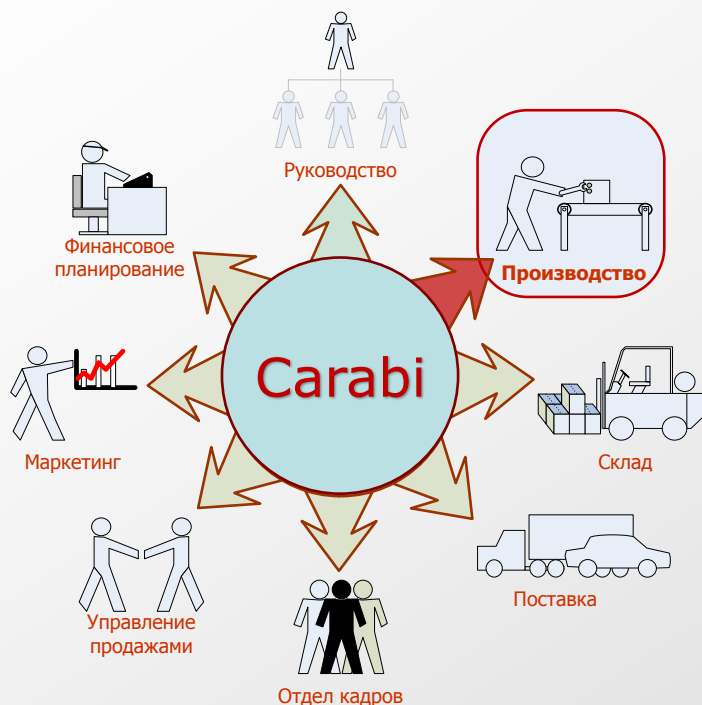 Руководство
Финансовое
планирование
Производство
Carabi
Маркетинг
Склад
Управление
продажами
Поставка
Отдел кадров